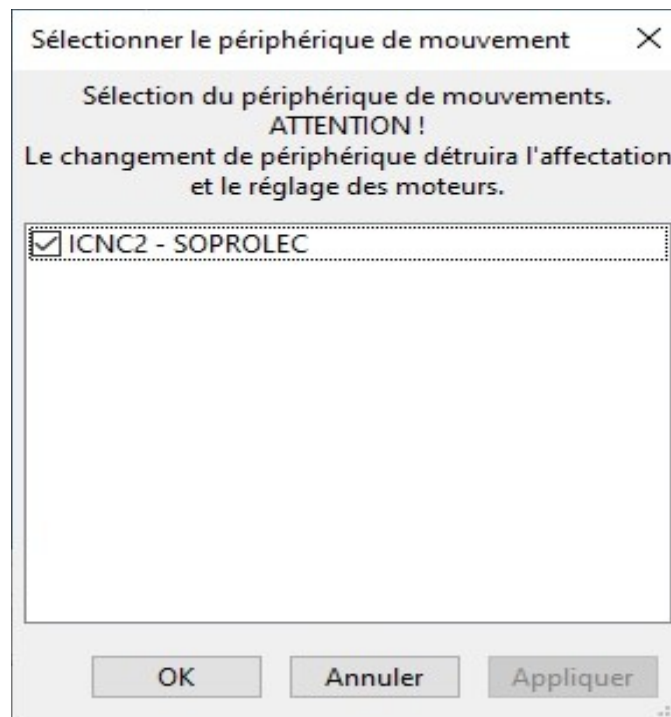 Sélectionner le périphérique de mouvement
Sélection du périphérique de mouvements.
ATTENTION !
Le changement de périphérique détruira l'affectation
et le réglage des moteurs.
ICNC2 - SOPROLEC
OK Annuler Appliquer